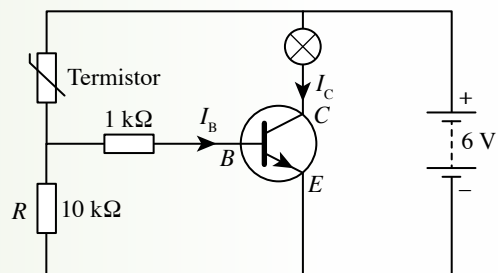 Termistor
1 kΩ
I_B
I_C
C
B
E
R
10 kΩ
+
6 V
–